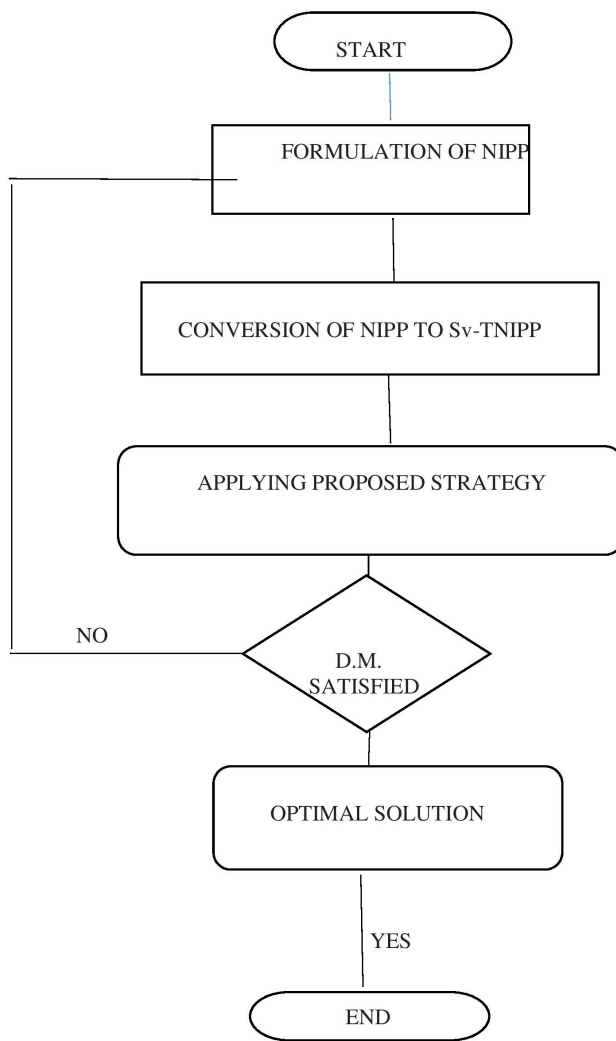 START
FORMULATION OF NIPP
CONVERSION OF NIPP TO Sv-TNIPP
APPLYING PROPOSED STRATEGY
NO
D.M.
SATISFIED
OPTIMAL SOLUTION
YES
END